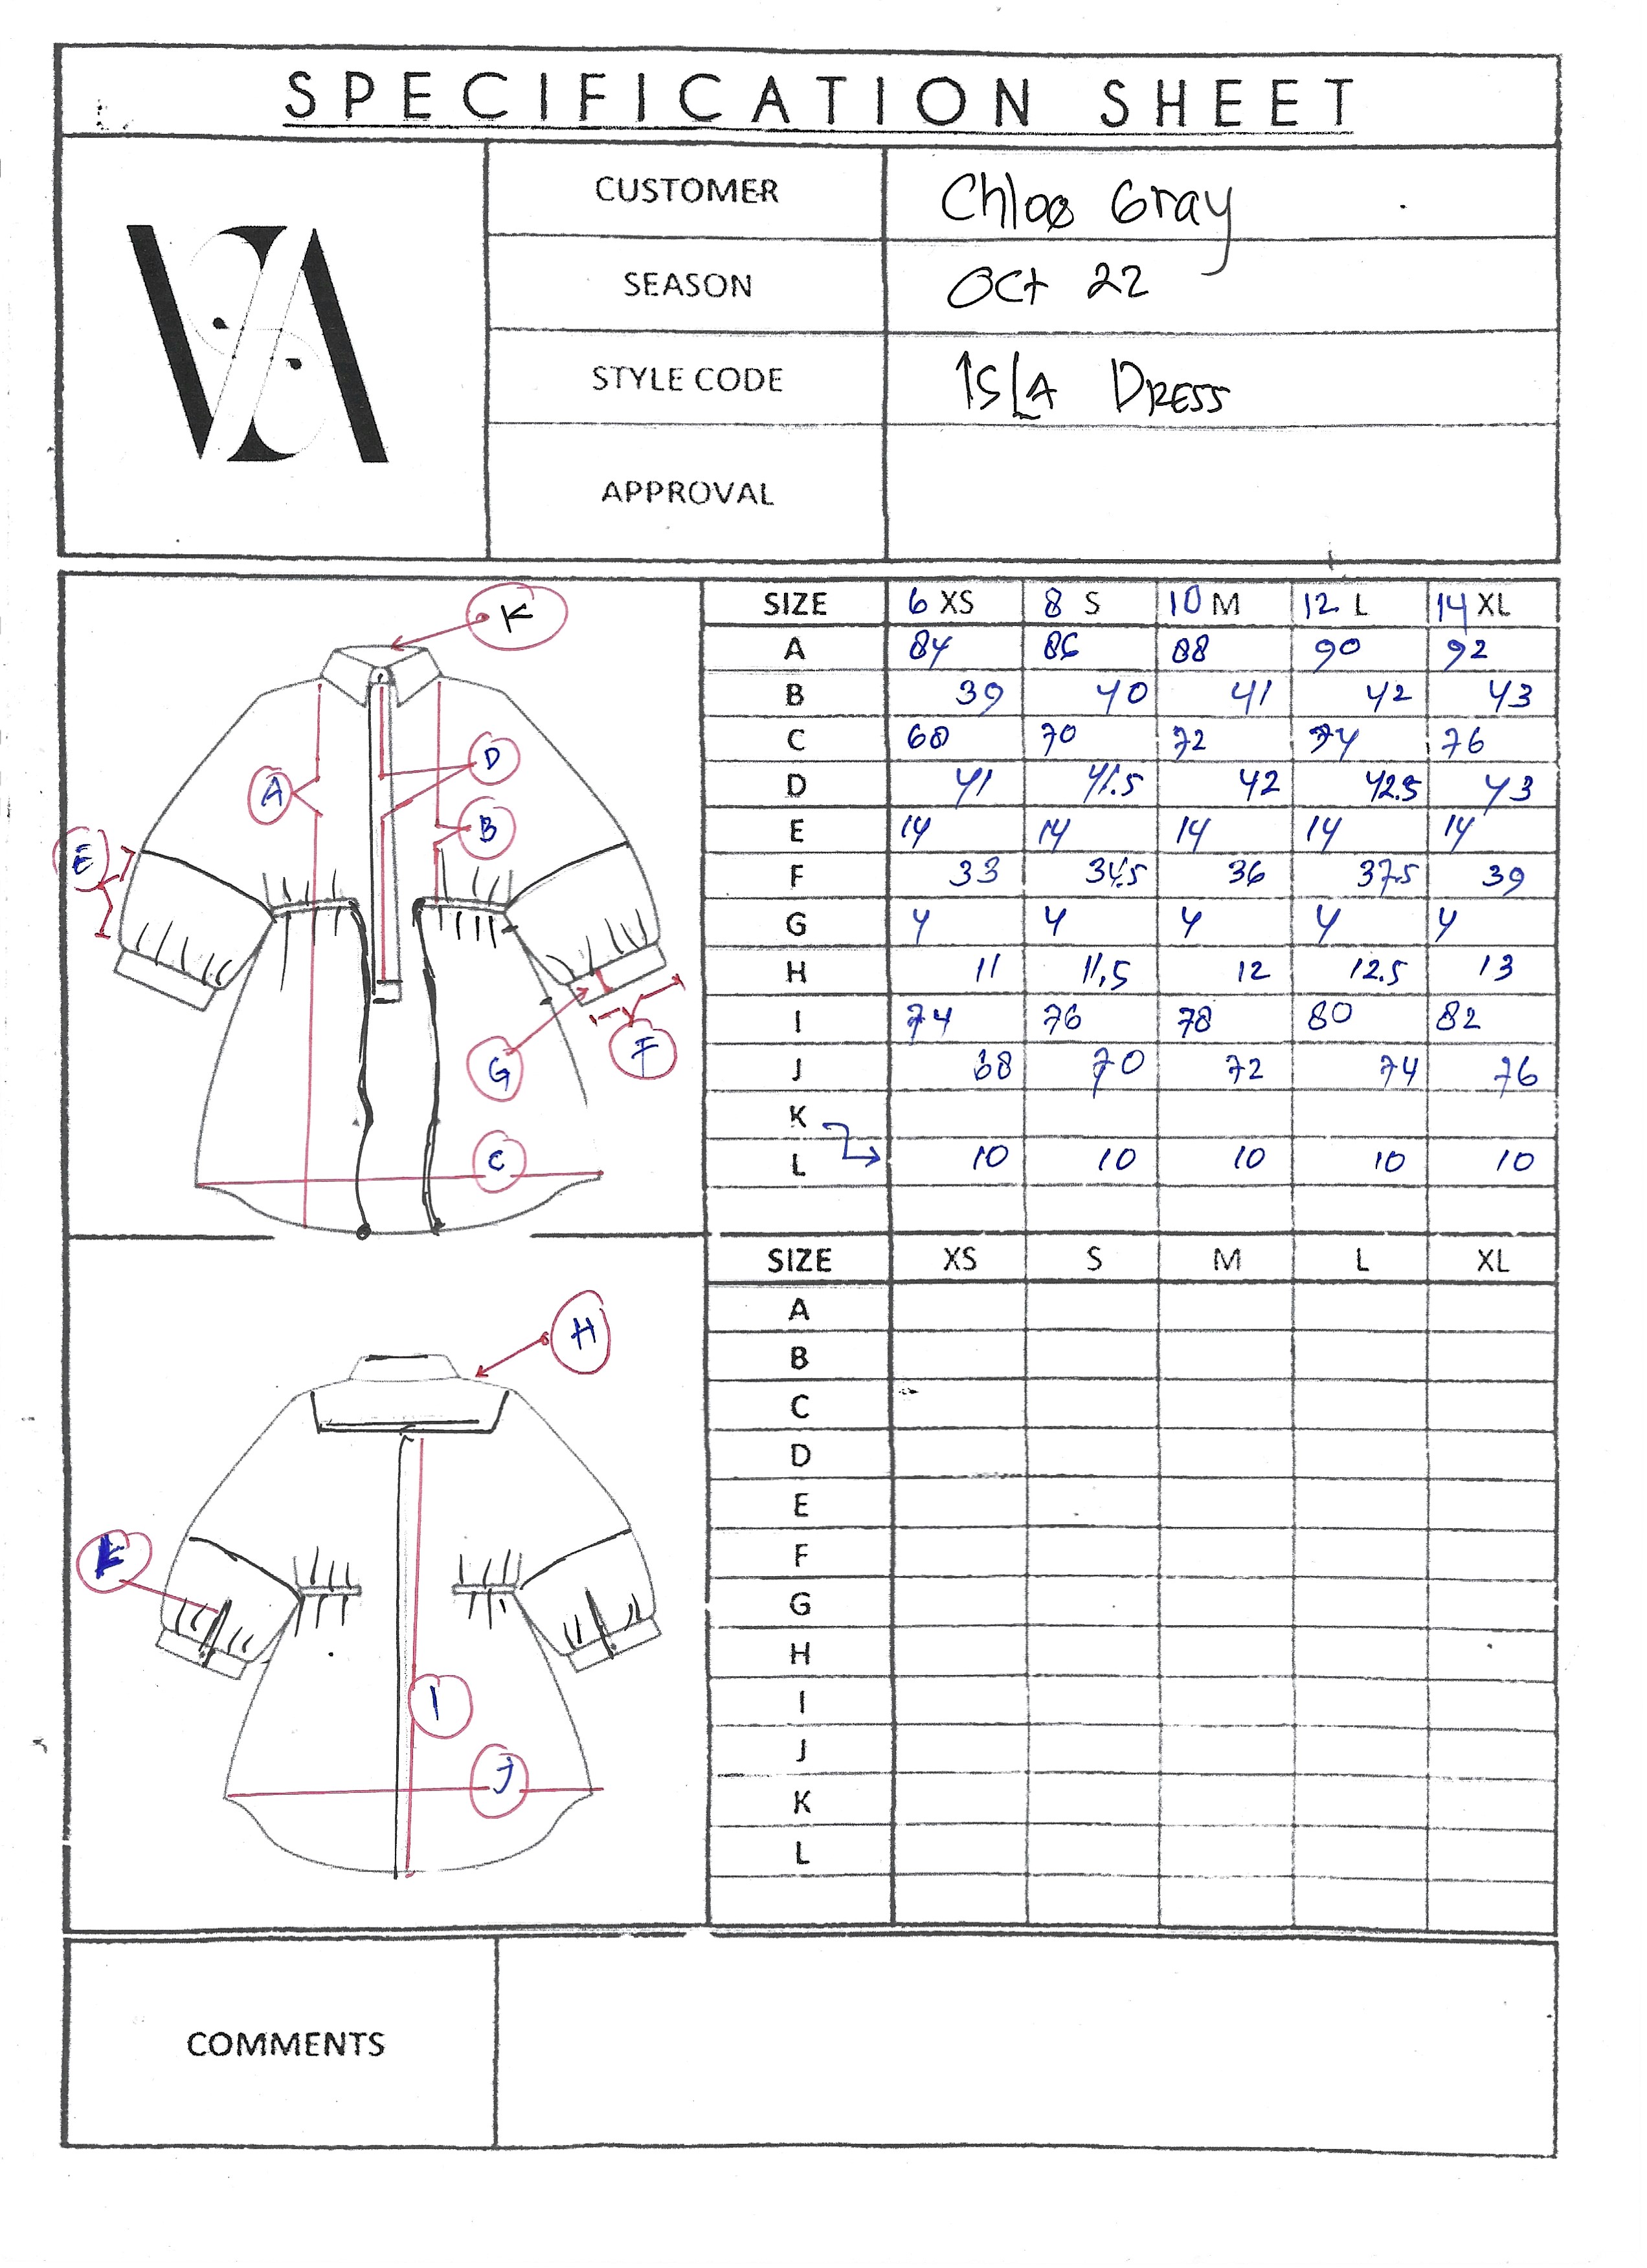 SPECIFICATION SHEET
VA
CUSTOMER Chloe Gray
SEASON Oct 22
STYLE CODE ISLA DRESS
APPROVAL
K
A
D
B
E
G
F
C
SIZE 6 XS 8 S 10 M 12 L 14 XL
A 84 86 88 90 92
B 39 40 41 42 43
C 68 70 72 74 76
D 41 41.5 42 42.5 43
E 14 14 14 14 14
F 33 34.5 36 37.5 39
G 4 4 4 4 4
H 11 11,5 12 12.5 13
I 74 76 78 80 82
J 68 70 72 74 76
K
L 10 10 10 10 10
H
I
J
SIZE XS S M L XL
A
B
C
D
E
F
G
H
I
J
K
L
COMMENTS